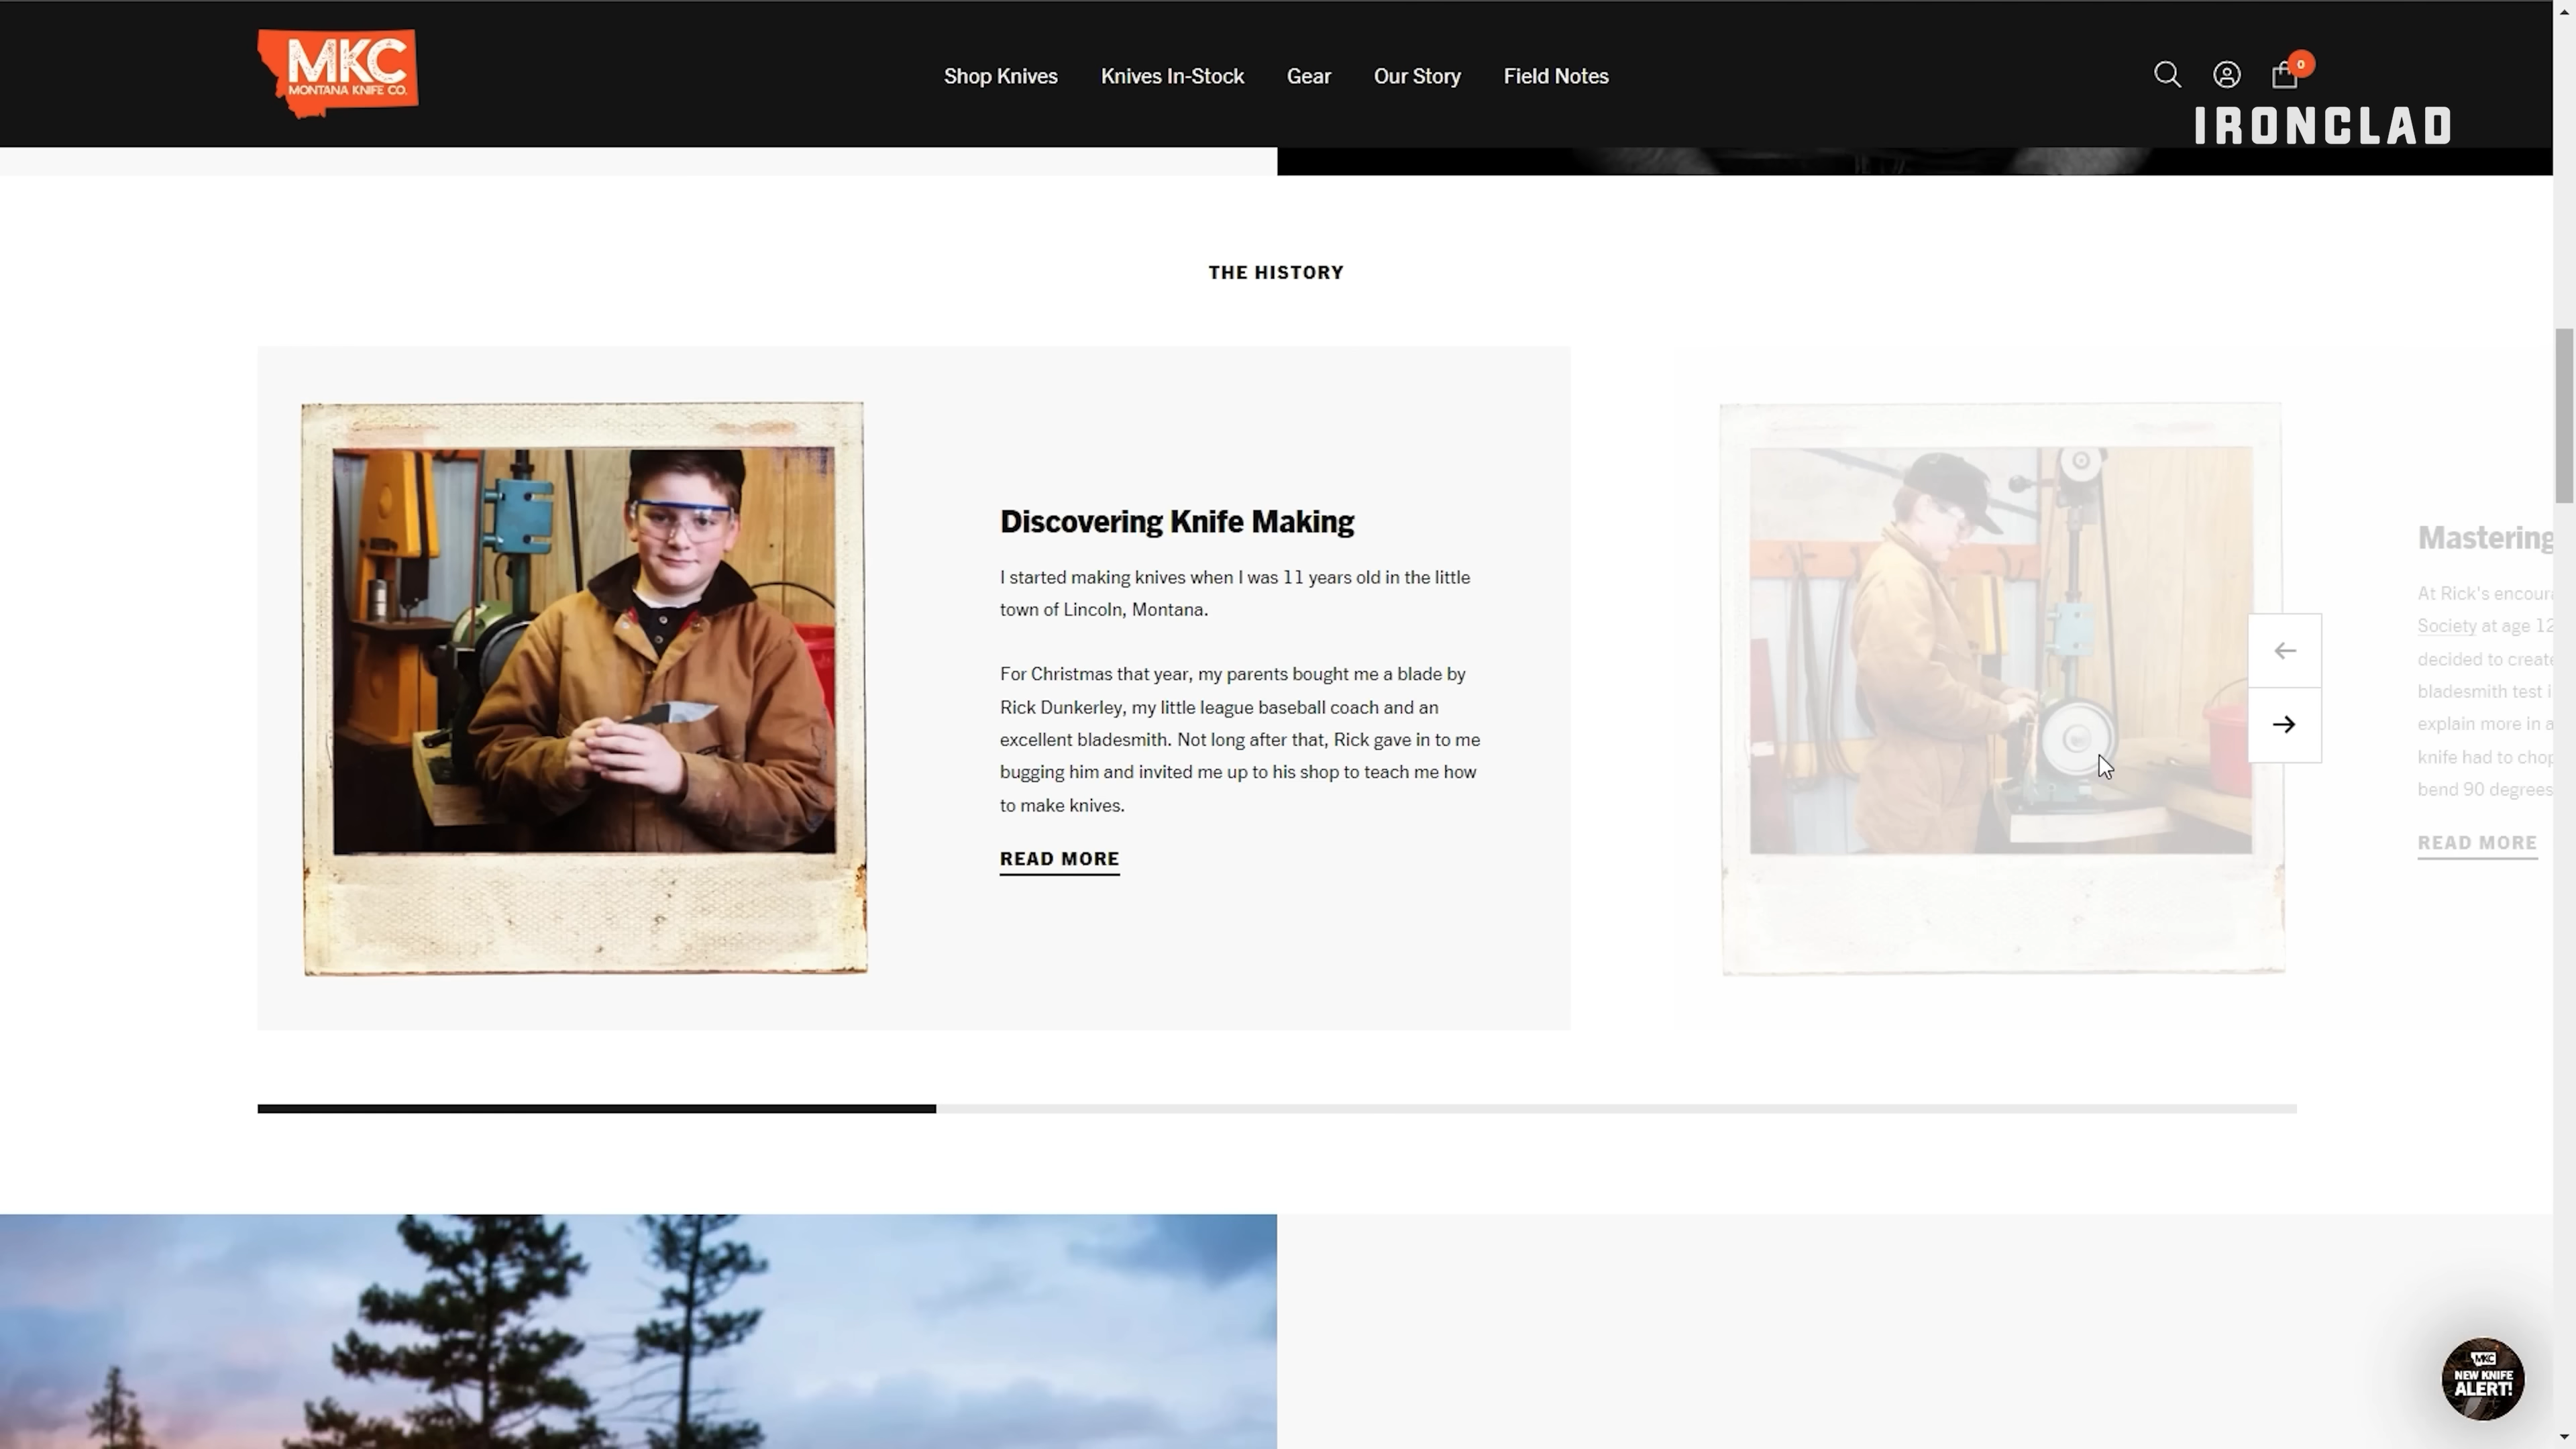 MKC
MONTANA KNIFE CO.
Shop Knives
Knives In-Stock
Gear
Our Story
Field Notes
0
IRONCLAD
THE HISTORY
Discovering Knife Making
I started making knives when I was 11 years old in the little
town of Lincoln, Montana.
For Christmas that year, my parents bought me a blade by
Rick Dunkerley, my little league baseball coach and an
excellent bladesmith. Not long after that, Rick gave in to me
bugging him and invited me up to his shop to teach me how
to make knives.
READ MORE
Mastering
At Rick's
Society at age 12
decided to
bladesmith test
explain more in
knife had to
bend 90 degrees
READ MORE
MKC
NEW KNIFE
ALERT!